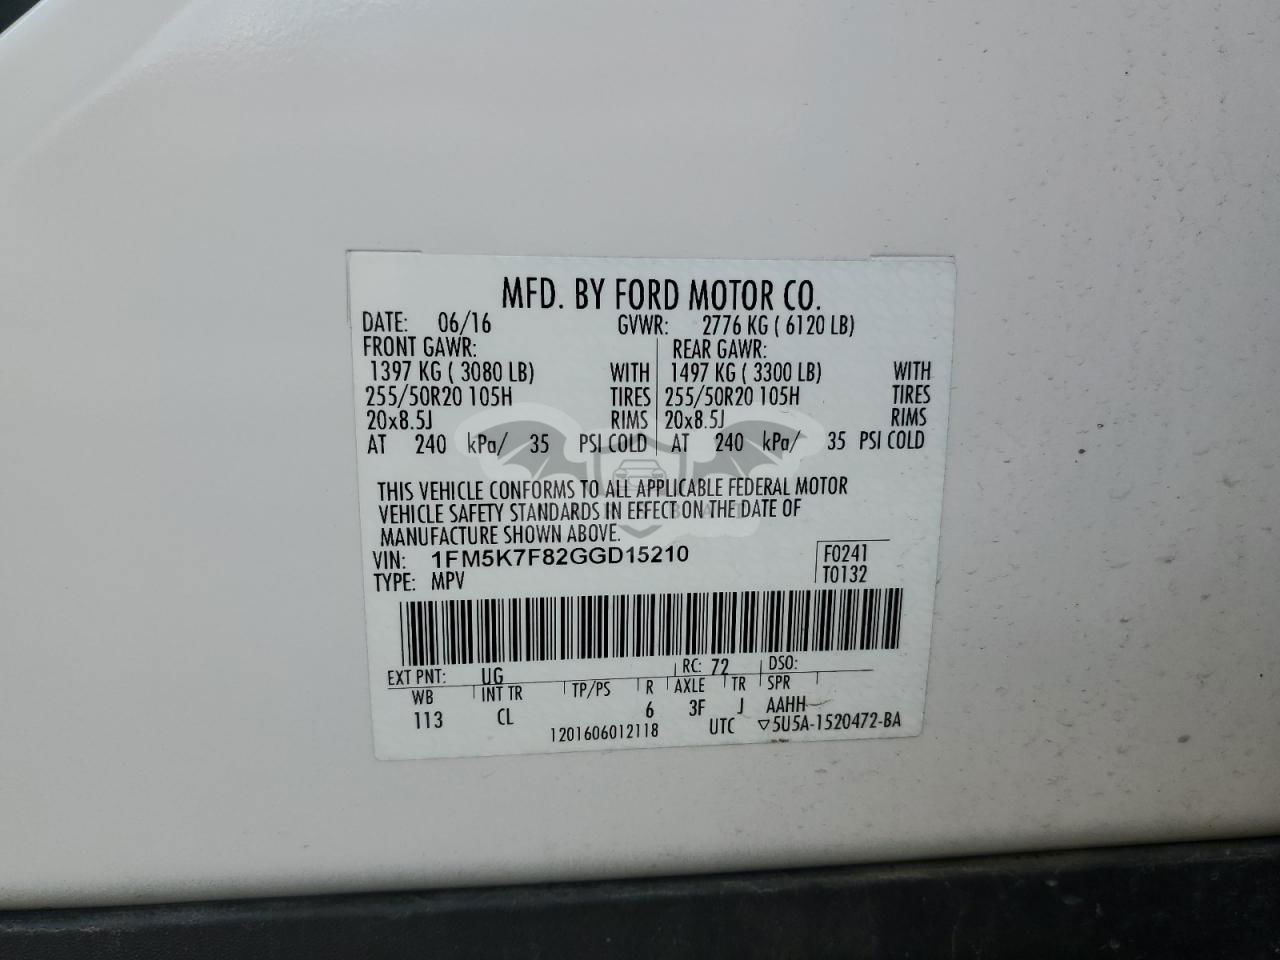 MFD. BY FORD MOTOR CO.
DATE: 06/16 GVWR: 2776 KG ( 6120 LB)
FRONT GAWR: REAR GAWR:
1397 KG ( 3080 LB) WITH 1497 KG ( 3300 LB) WITH
255/50R20 105H TIRES 255/50R20 105H TIRES
20x8.5J RIMS 20x8.5J RIMS
AT 240 kPa/ 35 PSI COLD AT 240 kPa/ 35 PSI COLD
THIS VEHICLE CONFORMS TO ALL APPLICABLE FEDERAL MOTOR
VEHICLE SAFETY STANDARDS IN EFFECT ON THE DATE OF
MANUFACTURE SHOWN ABOVE.
VIN: 1FM5K7F82GGD15210 F0241
TYPE: MPV T0132
EXT PNT: UG RC: 72 DSO:
WB INT TR TP/PS R AXLE TR SPR
113 CL 6 3F J AAHH
1201606012118 UTC ▽5U5A-1520472-BA